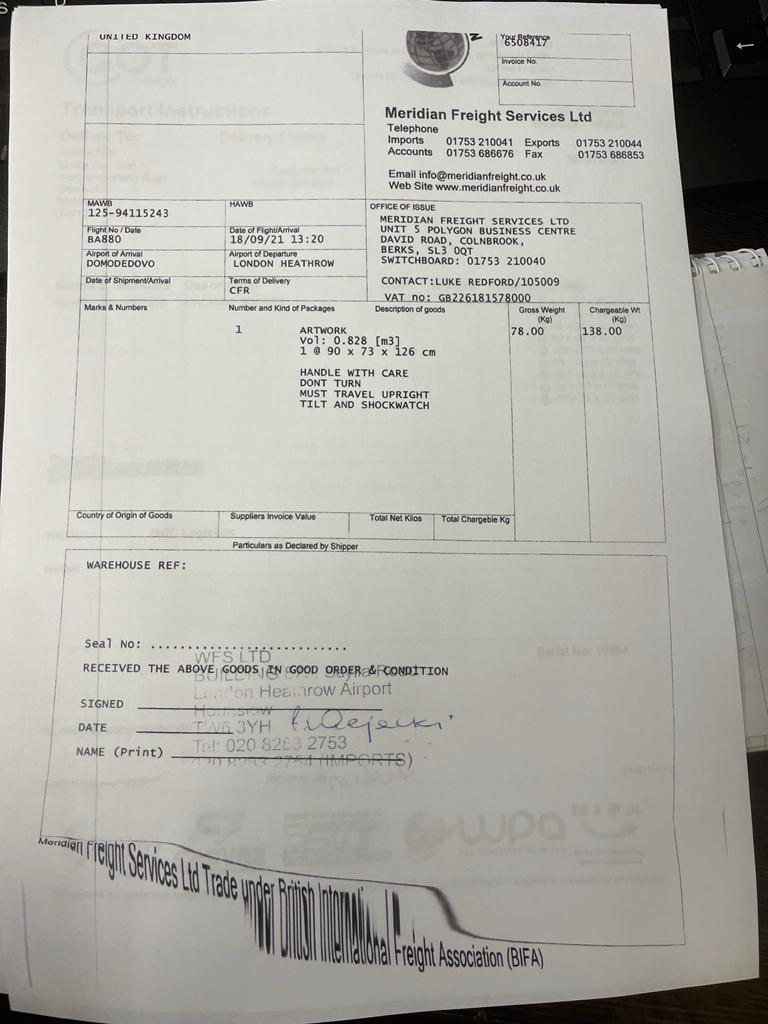 UNITED KINGDOM
Your Reference
6508417
Invoice No.
Account No.
Meridian Freight Services Ltd
Telephone
Imports 01753 210041 Exports 01753 210044
Accounts 01753 686676 Fax 01753 686853
Email info@meridianfreight.co.uk
Web Site www.meridianfreight.co.uk
MAWB
125-94115243
HAWB
Flight No / Date
BA880
Date of Flight/Arrival
18/09/21 13:20
Airport of Arrival
DOMODEDOVO
Airport of Departure
LONDON HEATHROW
Date of Shipment/Arrival
Terms of Delivery
CFR
OFFICE OF ISSUE
MERIDIAN FREIGHT SERVICES LTD
UNIT 5 POLYGON BUSINESS CENTRE
DAVID ROAD, COLNBROOK,
BERKS, SL3 0QT
SWITCHBOARD: 01753 210040
CONTACT:LUKE REDFORD/105009
VAT no: GB226181578000
Marks & Numbers Number and Kind of Packages Description of goods Gross Weight (Kg) Chargeable Wt (Kg)
1 ARTWORK 78.00 138.00
Vol: 0.828 [m3]
1 @ 90 x 73 x 126 cm
HANDLE WITH CARE
DONT TURN
MUST TRAVEL UPRIGHT
TILT AND SHOCKWATCH
Country of Origin of Goods Suppliers Invoice Value Total Net Kilos Total Chargeble Kg
Particulars as Declared by Shipper
WAREHOUSE REF:
Seal No: ............................
WFS LTD
RECEIVED THE ABOVE GOODS IN GOOD ORDER & CONDITION
BUILDING
London Heathrow Airport
SIGNED
Hounslow
DATE
TW6 3YH
Tel: 020 8283 2753
NAME (Print)
020 8283 2754 (IMPORTS)
Meridian Freight Services Ltd Trade under British International Freight Association (BIFA)